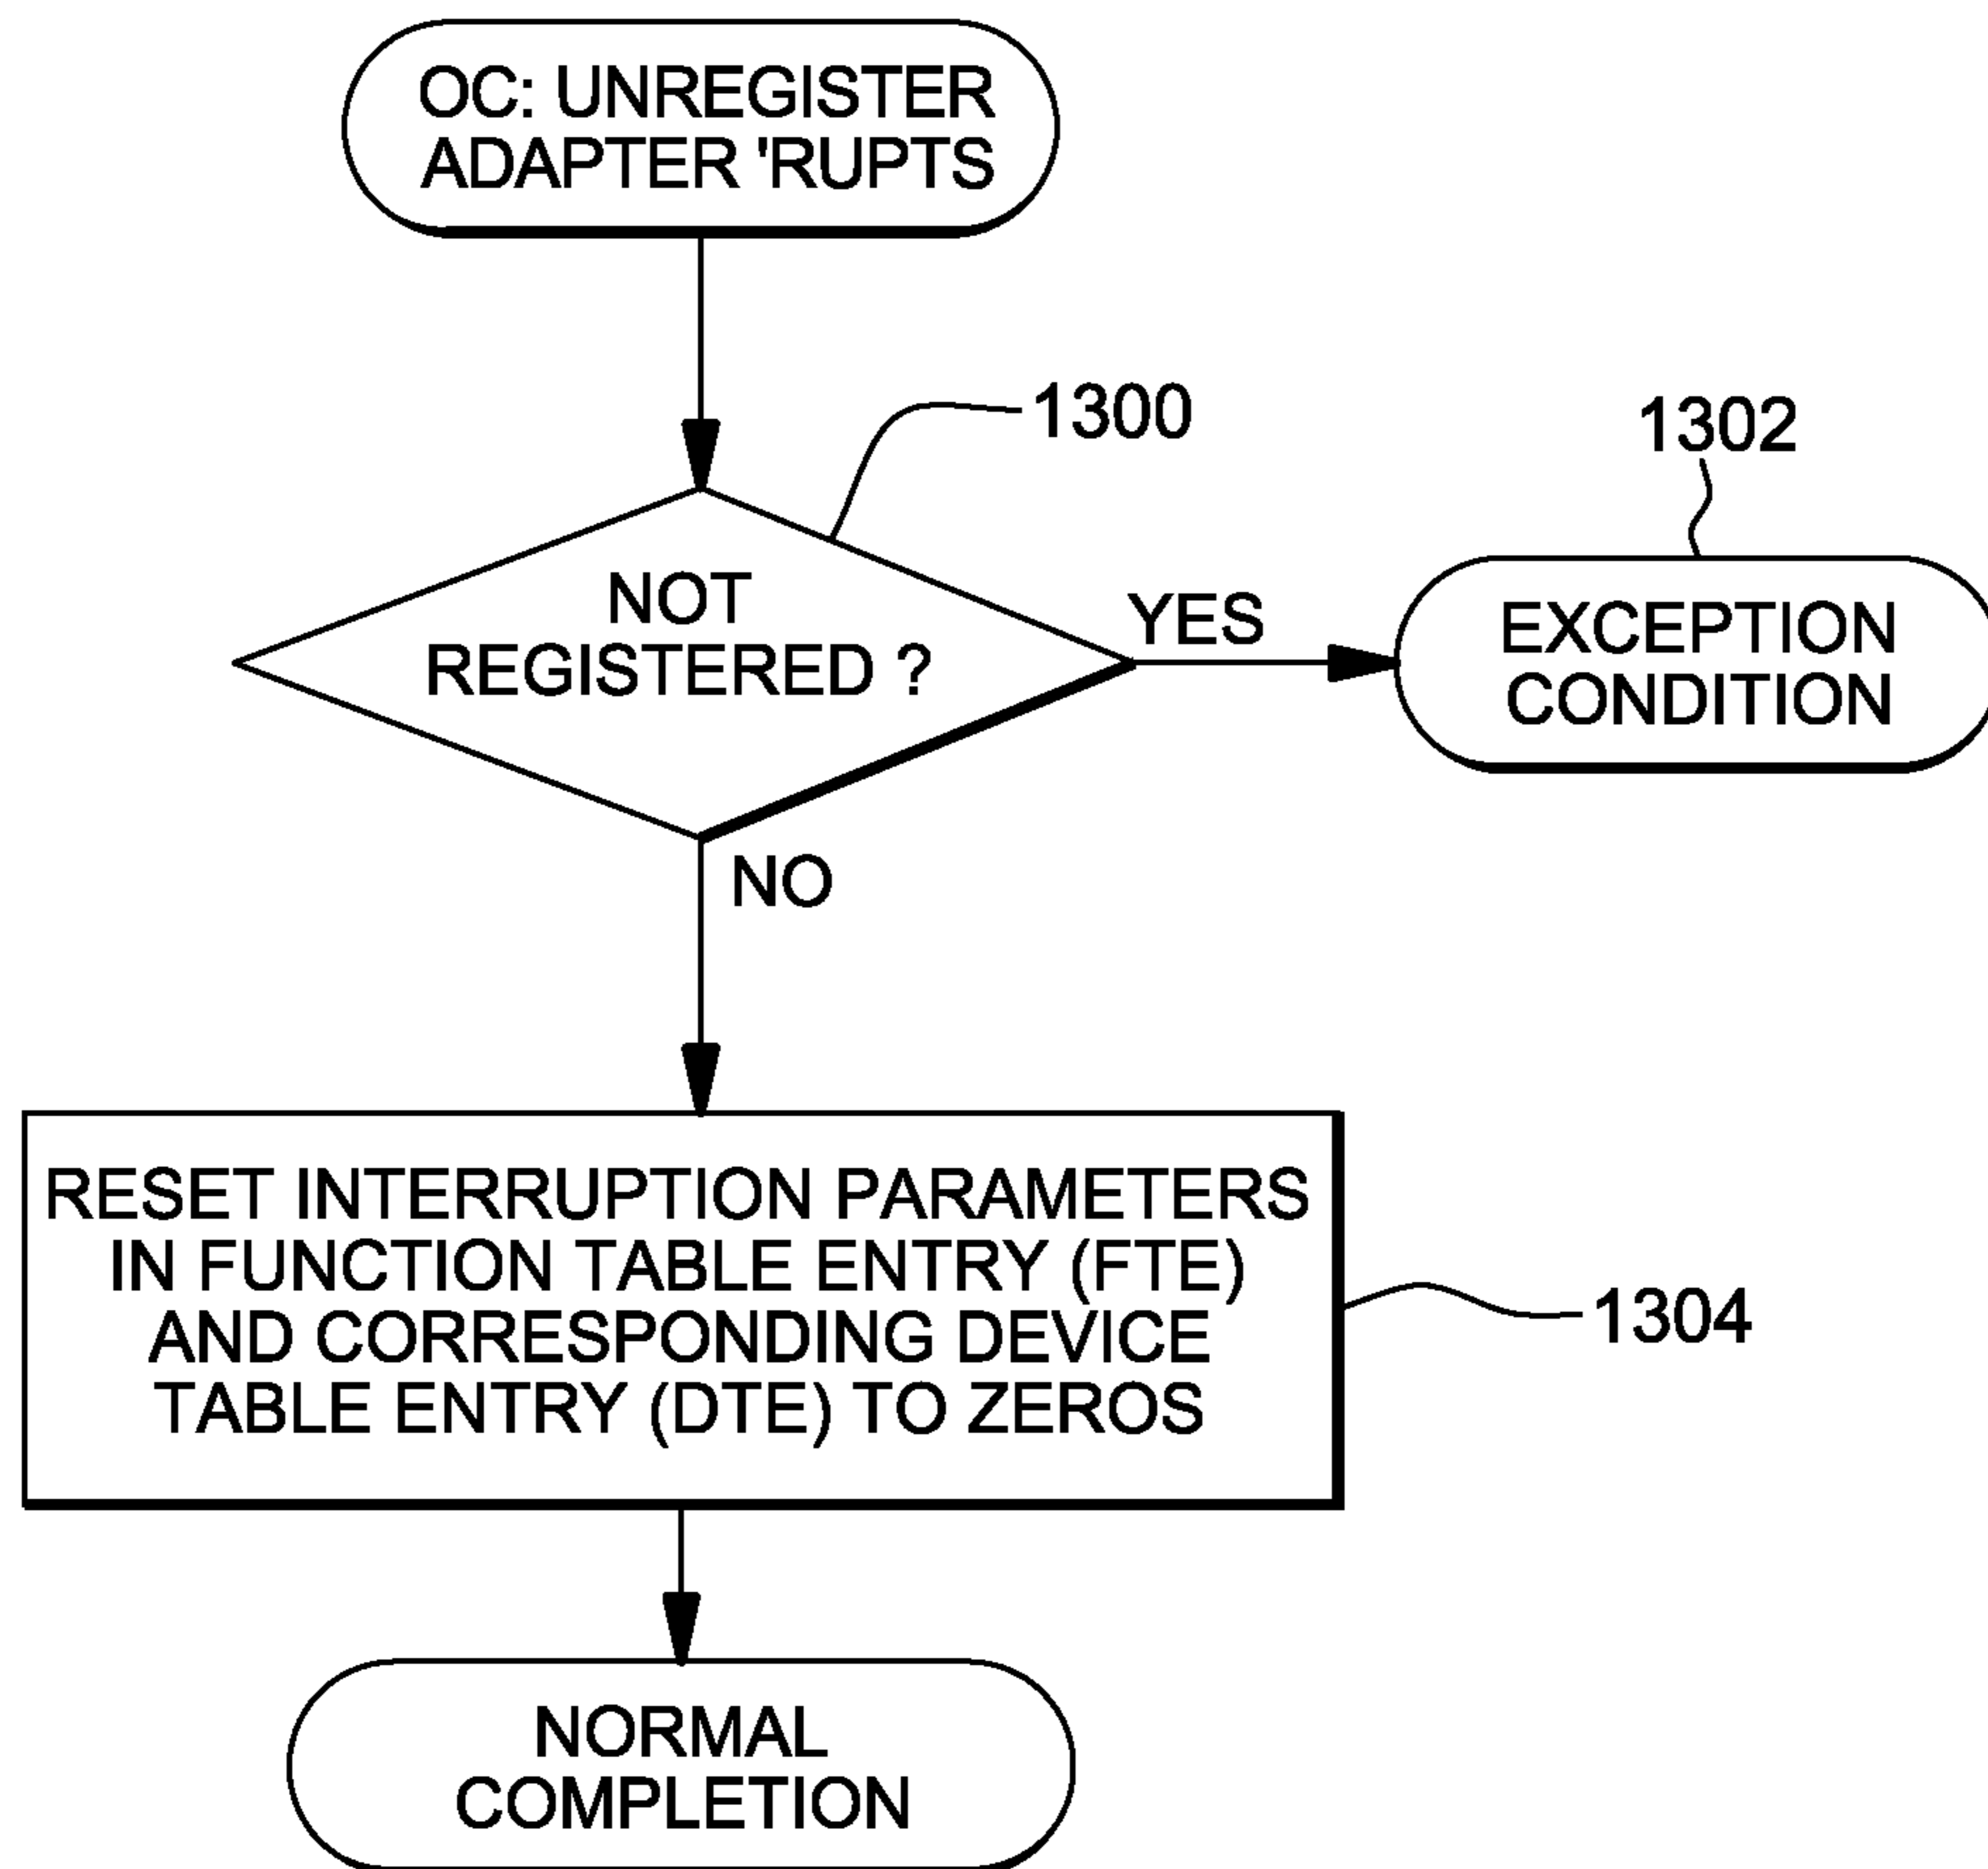 OC: UNREGISTER
ADAPTER 'RUPTS
1300
1302
NOT
REGISTERED ?
YES
EXCEPTION
CONDITION
NO
RESET INTERRUPTION PARAMETERS
IN FUNCTION TABLE ENTRY (FTE)
AND CORRESPONDING DEVICE
TABLE ENTRY (DTE) TO ZEROS
1304
NORMAL
COMPLETION